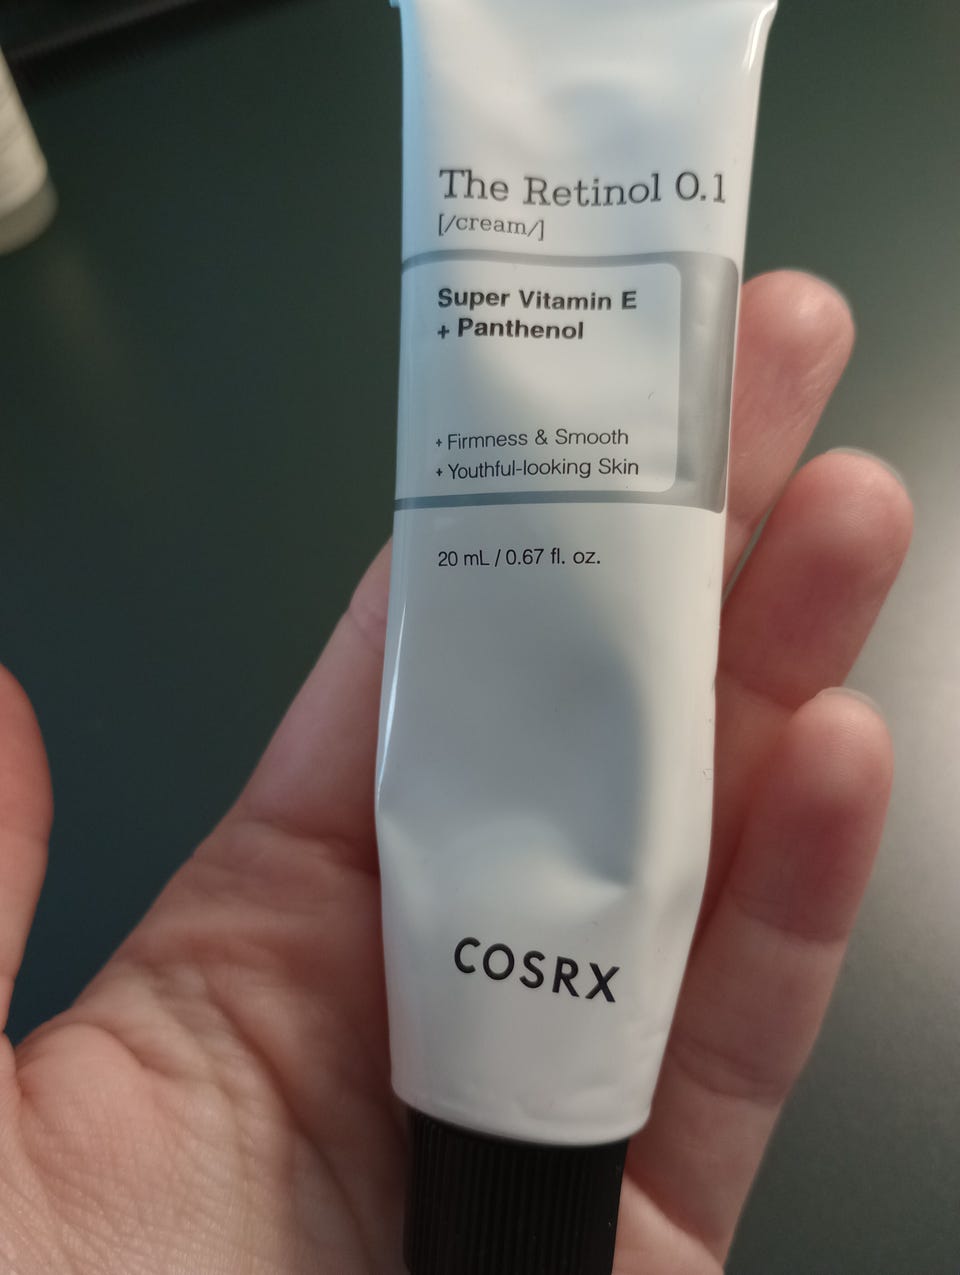 The Retinol 0.1
[/cream/]
Super Vitamin E
+ Panthenol
+ Firmness & Smooth
+ Youthful-looking Skin
20 mL / 0.67 fl. oz.
COSRX